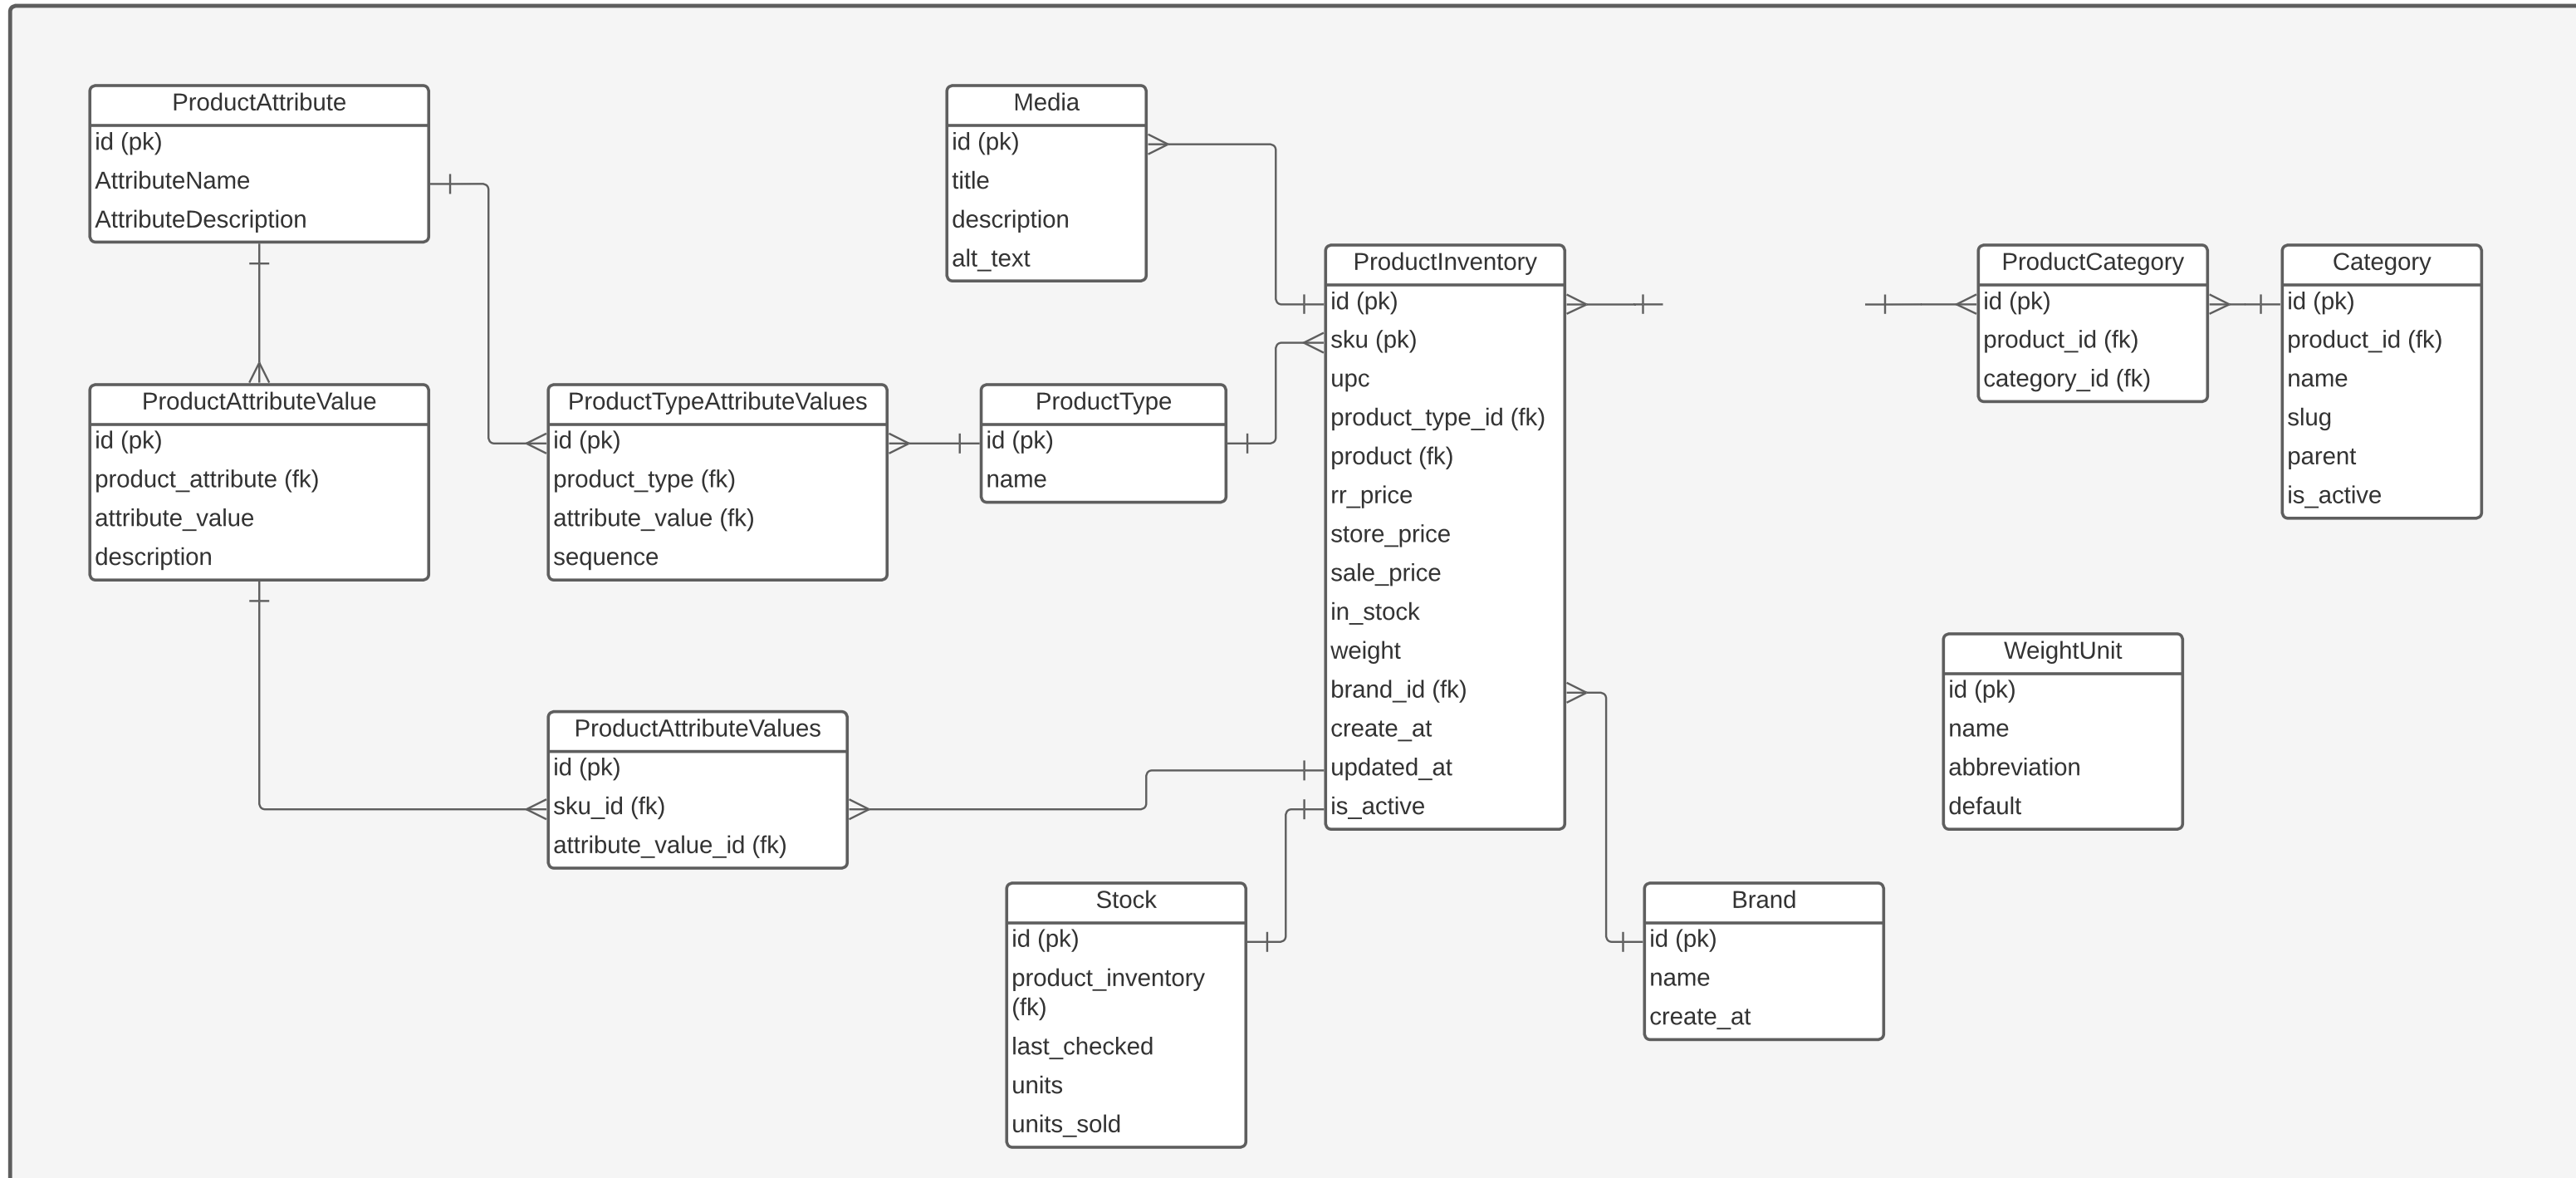 ProductAttribute
id (pk)
AttributeName
AttributeDescription
Media
id (pk)
title
description
alt_text
ProductInventory
id (pk)
sku (pk)
upc
product_type_id (fk)
product (fk)
rr_price
store_price
sale_price
in_stock
weight
brand_id (fk)
create_at
updated_at
is_active
ProductCategory
id (pk)
product_id (fk)
category_id (fk)
Category
id (pk)
product_id (fk)
name
slug
parent
is_active
ProductAttributeValue
id (pk)
product_attribute (fk)
attribute_value
description
ProductTypeAttributeValues
id (pk)
product_type (fk)
attribute_value (fk)
sequence
ProductType
id (pk)
name
WeightUnit
id (pk)
name
abbreviation
default
ProductAttributeValues
id (pk)
sku_id (fk)
attribute_value_id (fk)
Stock
id (pk)
product_inventory
(fk)
last_checked
units
units_sold
Brand
id (pk)
name
create_at